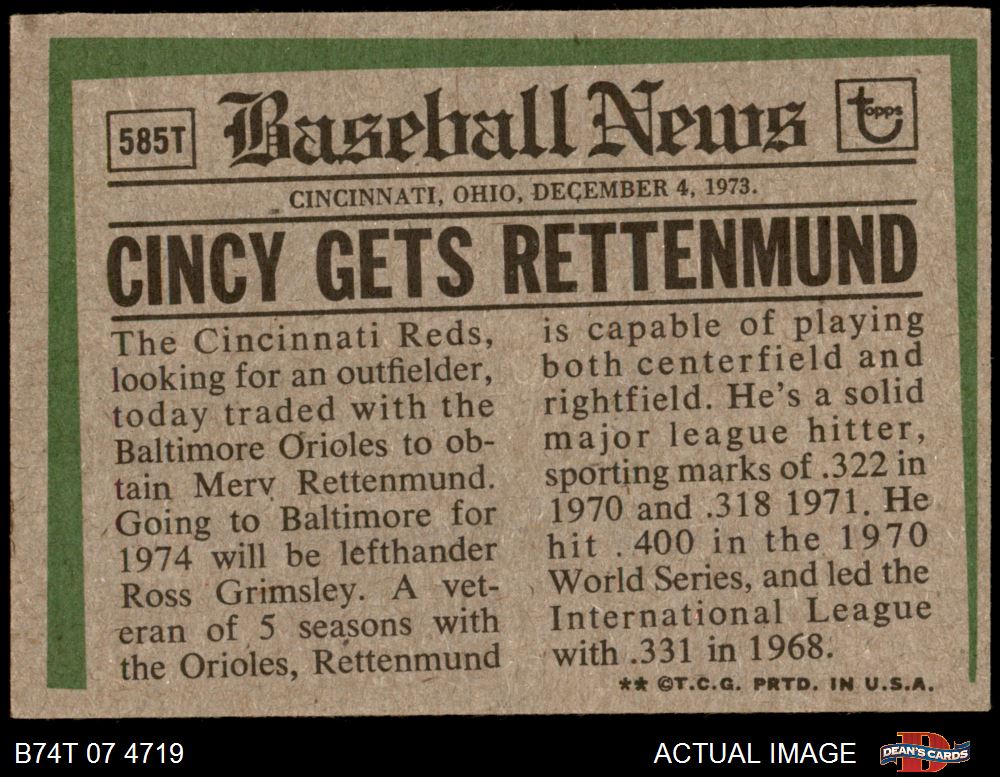 585T
Baseball News
topps
CINCINNATI, OHIO, DECEMBER 4, 1973.
CINCY GETS RETTENMUND
The Cincinnati Reds,
looking for an outfielder,
today traded with the
Baltimore Orioles to ob-
tain Merv Rettenmund.
Going to Baltimore for
1974 will be lefthander
Ross Grimsley. A vet-
eran of 5 seasons with
the Orioles, Rettenmund
is capable of playing
both centerfield and
rightfield. He's a solid
major league hitter,
sporting marks of .322 in
1970 and .318 1971. He
hit .400 in the 1970
World Series, and led the
International League
with .331 in 1968.
** ©T.C.G. PRTD. IN U.S.A.
B74T 07 4719
ACTUAL IMAGE
DEAN'S CARDS